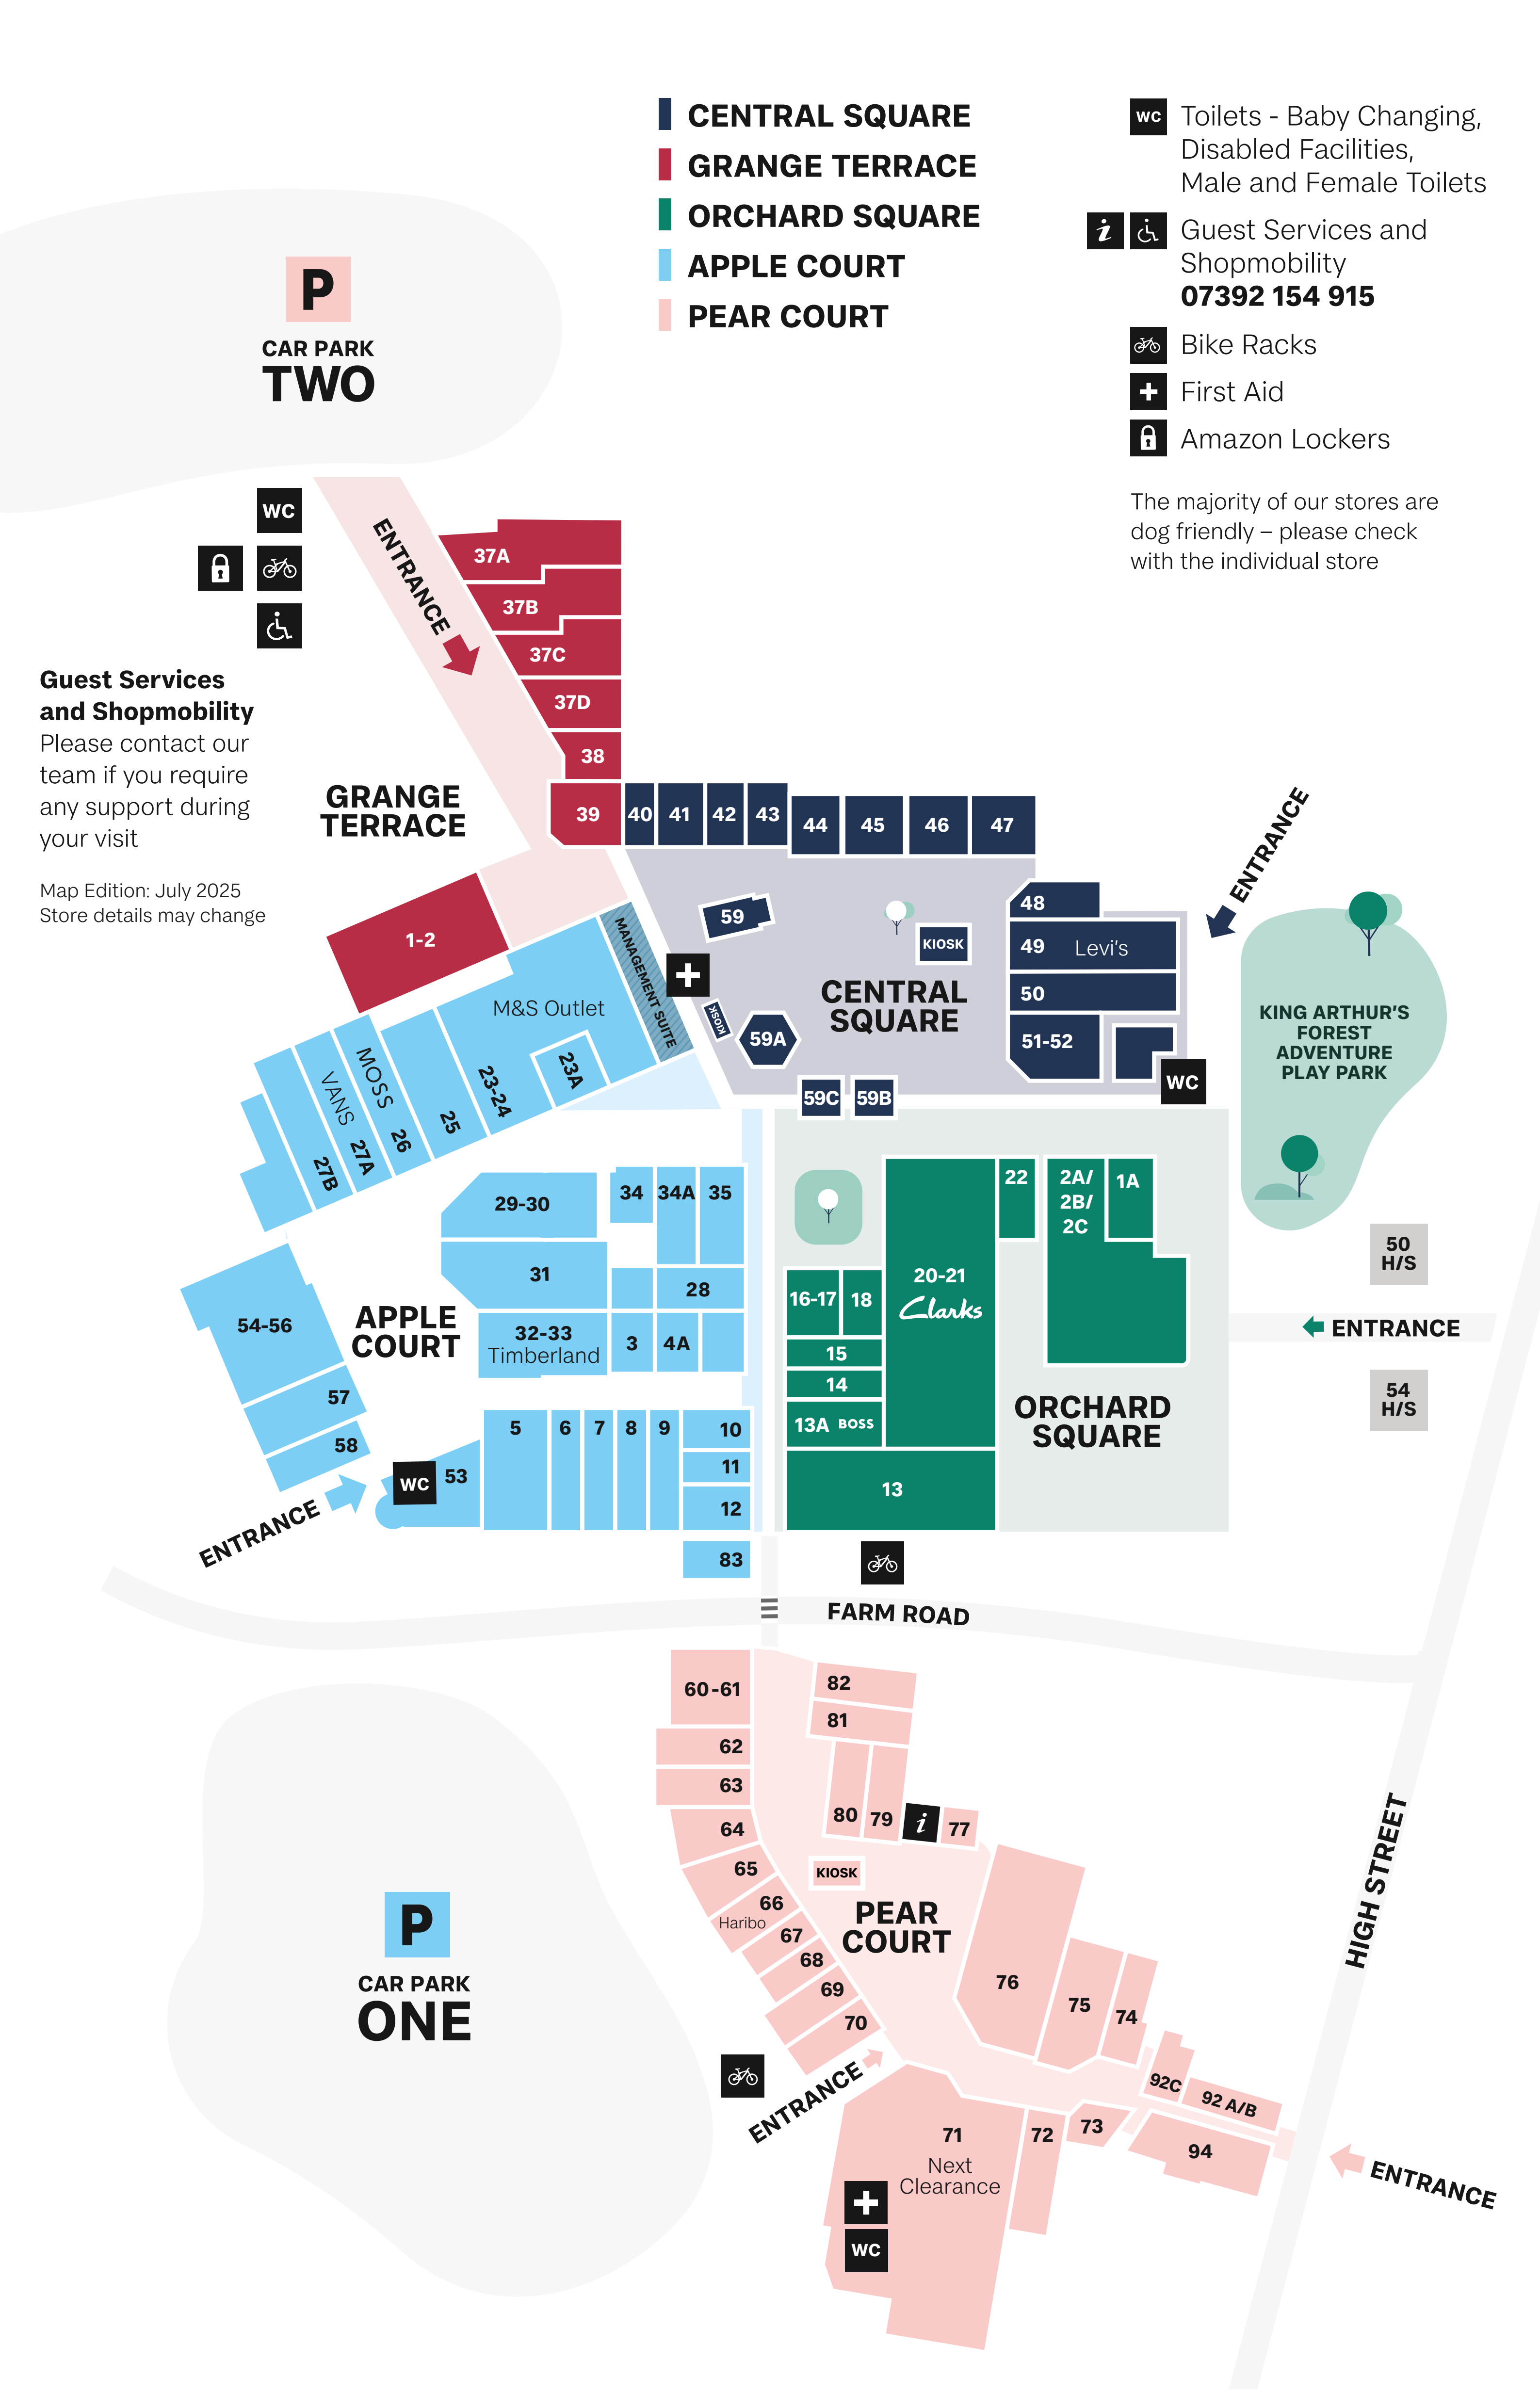 CENTRAL SQUARE
GRANGE TERRACE
ORCHARD SQUARE
APPLE COURT
PEAR COURT
WC
Toilets - Baby Changing,
Disabled Facilities,
Male and Female Toilets
i
Guest Services and
Shopmobility
07392 154 915
Bike Racks
First Aid
Amazon Lockers
The majority of our stores are
dog friendly – please check
with the individual store
P
CAR PARK
TWO
WC
ENTRANCE
Guest Services
and Shopmobility
Please contact our
team if you require
any support during
your visit
Map Edition: July 2025
Store details may change
GRANGE
TERRACE
37A
37B
37C
37D
38
39
1-2
40
41
42
43
44
45
46
47
48
49
Levi's
50
51-52
59
KIOSK
CENTRAL
SQUARE
KIOSK
59A
59C
59B
WC
ENTRANCE
KING ARTHUR'S
FOREST
ADVENTURE
PLAY PARK
MANAGEMENT SUITE
M&S Outlet
23A
23-24
25
MOSS
26
VANS
27A
27B
29-30
34
34A
35
31
28
32-33
Timberland
3
4A
APPLE
COURT
54-56
57
58
WC
53
5
6
7
8
9
10
11
12
83
ENTRANCE
22
2A/
2B/
2C
1A
20-21
Clarks
16-17
18
15
14
13A
BOSS
13
ORCHARD
SQUARE
50
H/S
ENTRANCE
54
H/S
FARM ROAD
60-61
62
63
64
65
66
Haribo
67
68
69
70
82
81
80
79
i
77
KIOSK
PEAR
COURT
76
75
74
92C
92 A/B
94
73
72
71
Next
Clearance
WC
ENTRANCE
P
CAR PARK
ONE
HIGH STREET
ENTRANCE